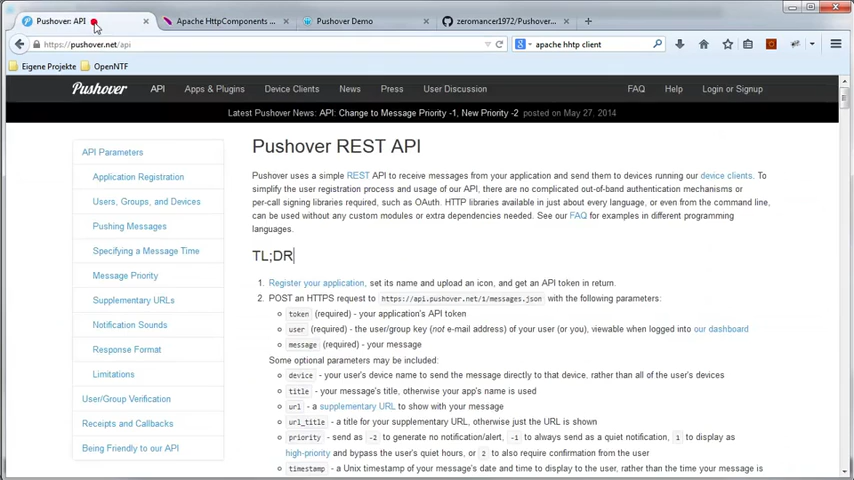 Pushover: API
Apache HttpComponents ...
Pushover Demo
zeromancer1972/Pushover...
https://pushover.net/api
apache hhtp client
Eigene Projekte
OpenNTF
Pushover
API
Apps & Plugins
Device Clients
News
Press
User Discussion
FAQ
Help
Login or Signup
Latest Pushover News: API: Change to Message Priority -1, New Priority -2 posted on May 27, 2014
API Parameters
Application Registration
Users, Groups, and Devices
Pushing Messages
Specifying a Message Time
Message Priority
Supplementary URLs
Notification Sounds
Response Format
Limitations
User/Group Verification
Receipts and Callbacks
Being Friendly to our API
Pushover REST API
Pushover uses a simple REST API to receive messages from your application and send them to devices running our device clients. To
simplify the user registration process and usage of our API, there are no complicated out-of-band authentication mechanisms or
per-call signing libraries required, such as OAuth. HTTP libraries available in just about every language, or even from the command line,
can be used without any custom modules or extra dependencies needed. See our FAQ for examples in different programming
languages.
TL;DR
1. Register your application, set its name and upload an icon, and get an API token in return.
2. POST an HTTPS request to https://api.pushover.net/1/messages.json with the following parameters:
token (required) - your application's API token
user (required) - the user/group key (not e-mail address) of your user (or you), viewable when logged into our dashboard
message (required) - your message
Some optional parameters may be included:
device - your user's device name to send the message directly to that device, rather than all of the user's devices
title - your message's title, otherwise your app's name is used
url - a supplementary URL to show with your message
url_title - a title for your supplementary URL, otherwise just the URL is shown
priority - send as -2 to generate no notification/alert, -1 to always send as a quiet notification, 1 to display as
high-priority and bypass the user's quiet hours, or 2 to also require confirmation from the user
timestamp - a Unix timestamp of your message's date and time to display to the user, rather than the time your message is